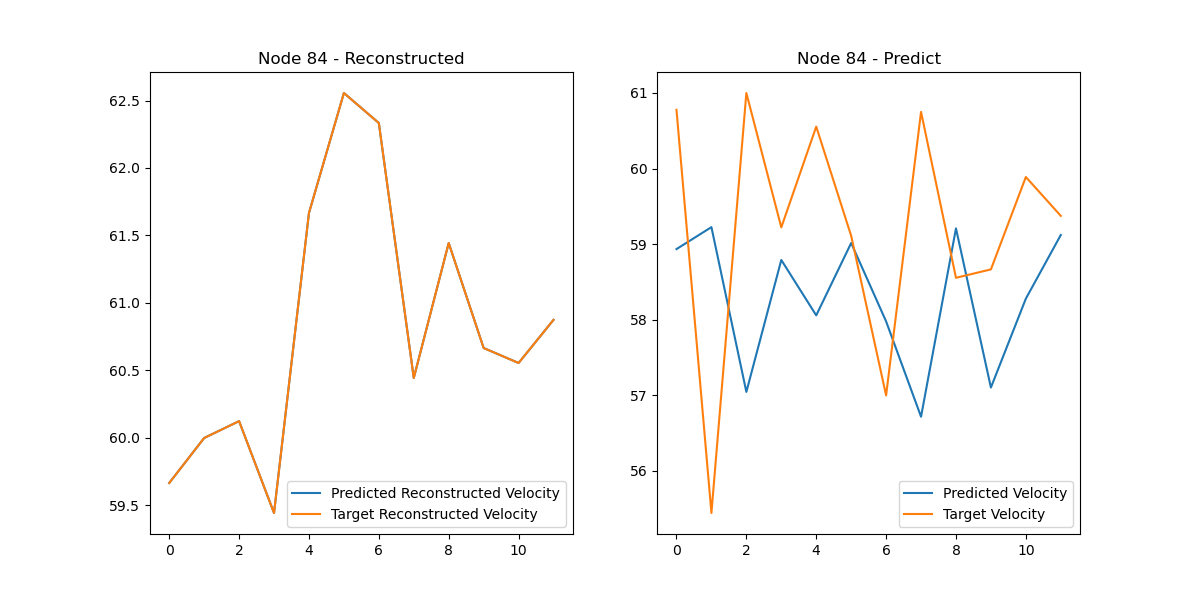 Node 84 - Reconstructed
62.5
62.0
61.5
61.0
60.5
60.0
59.5
0 2 4 6 8 10
Predicted Reconstructed Velocity
Target Reconstructed Velocity
Node 84 - Predict
61
60
59
58
57
56
0 2 4 6 8 10
Predicted Velocity
Target Velocity